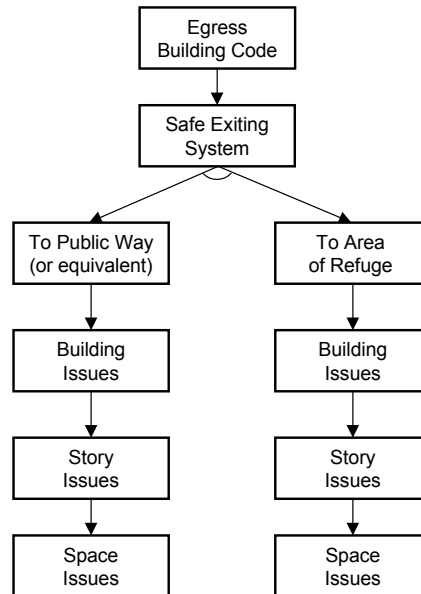 Egress
Building Code
Safe Exiting
System
To Public Way
(or equivalent)
To Area
of Refuge
Building
Issues
Building
Issues
Story
Issues
Story
Issues
Space
Issues
Space
Issues